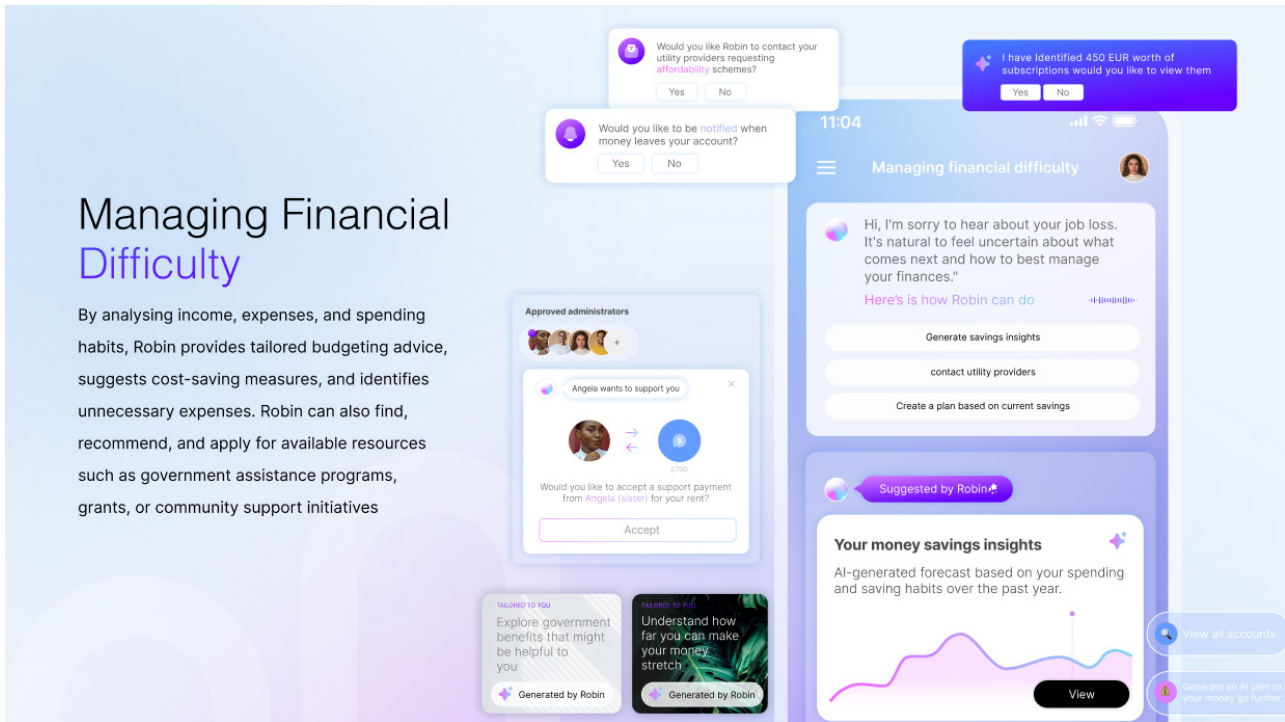 Managing Financial
Difficulty
By analysing income, expenses, and spending
habits, Robin provides tailored budgeting advice,
suggests cost-saving measures, and identifies
unnecessary expenses. Robin can also find,
recommend, and apply for available resources
such as government assistance programs,
grants, or community support initiatives
Would you like Robin to contact your
utility providers requesting
affordability schemes?
Yes No
Would you like to be notified when
money leaves your account?
Yes No
I have Identified 450 EUR worth of
subscriptions would you like to view them
Yes No
Approved administrators
+
Angela wants to support you
£700
Would you like to accept a support payment
from Angela (sister) for your rent?
Accept
TAILORED TO YOU
Explore government
benefits that might
be helpful to
you
Generated by Robin
TAILORED TO YOU
Understand how
far you can make
your money
stretch
Generated by Robin
11:04
Managing financial difficulty
Hi, I'm sorry to hear about your job loss.
It's natural to feel uncertain about what
comes next and how to best manage
your finances."
Here's is how Robin can do
Generate savings insights
contact utility providers
Create a plan based on current savings
Suggested by Robin
Your money savings insights
AI-generated forecast based on your spending
and saving habits over the past year.
View
View all accounts
Generate an AI plan to
your money go further